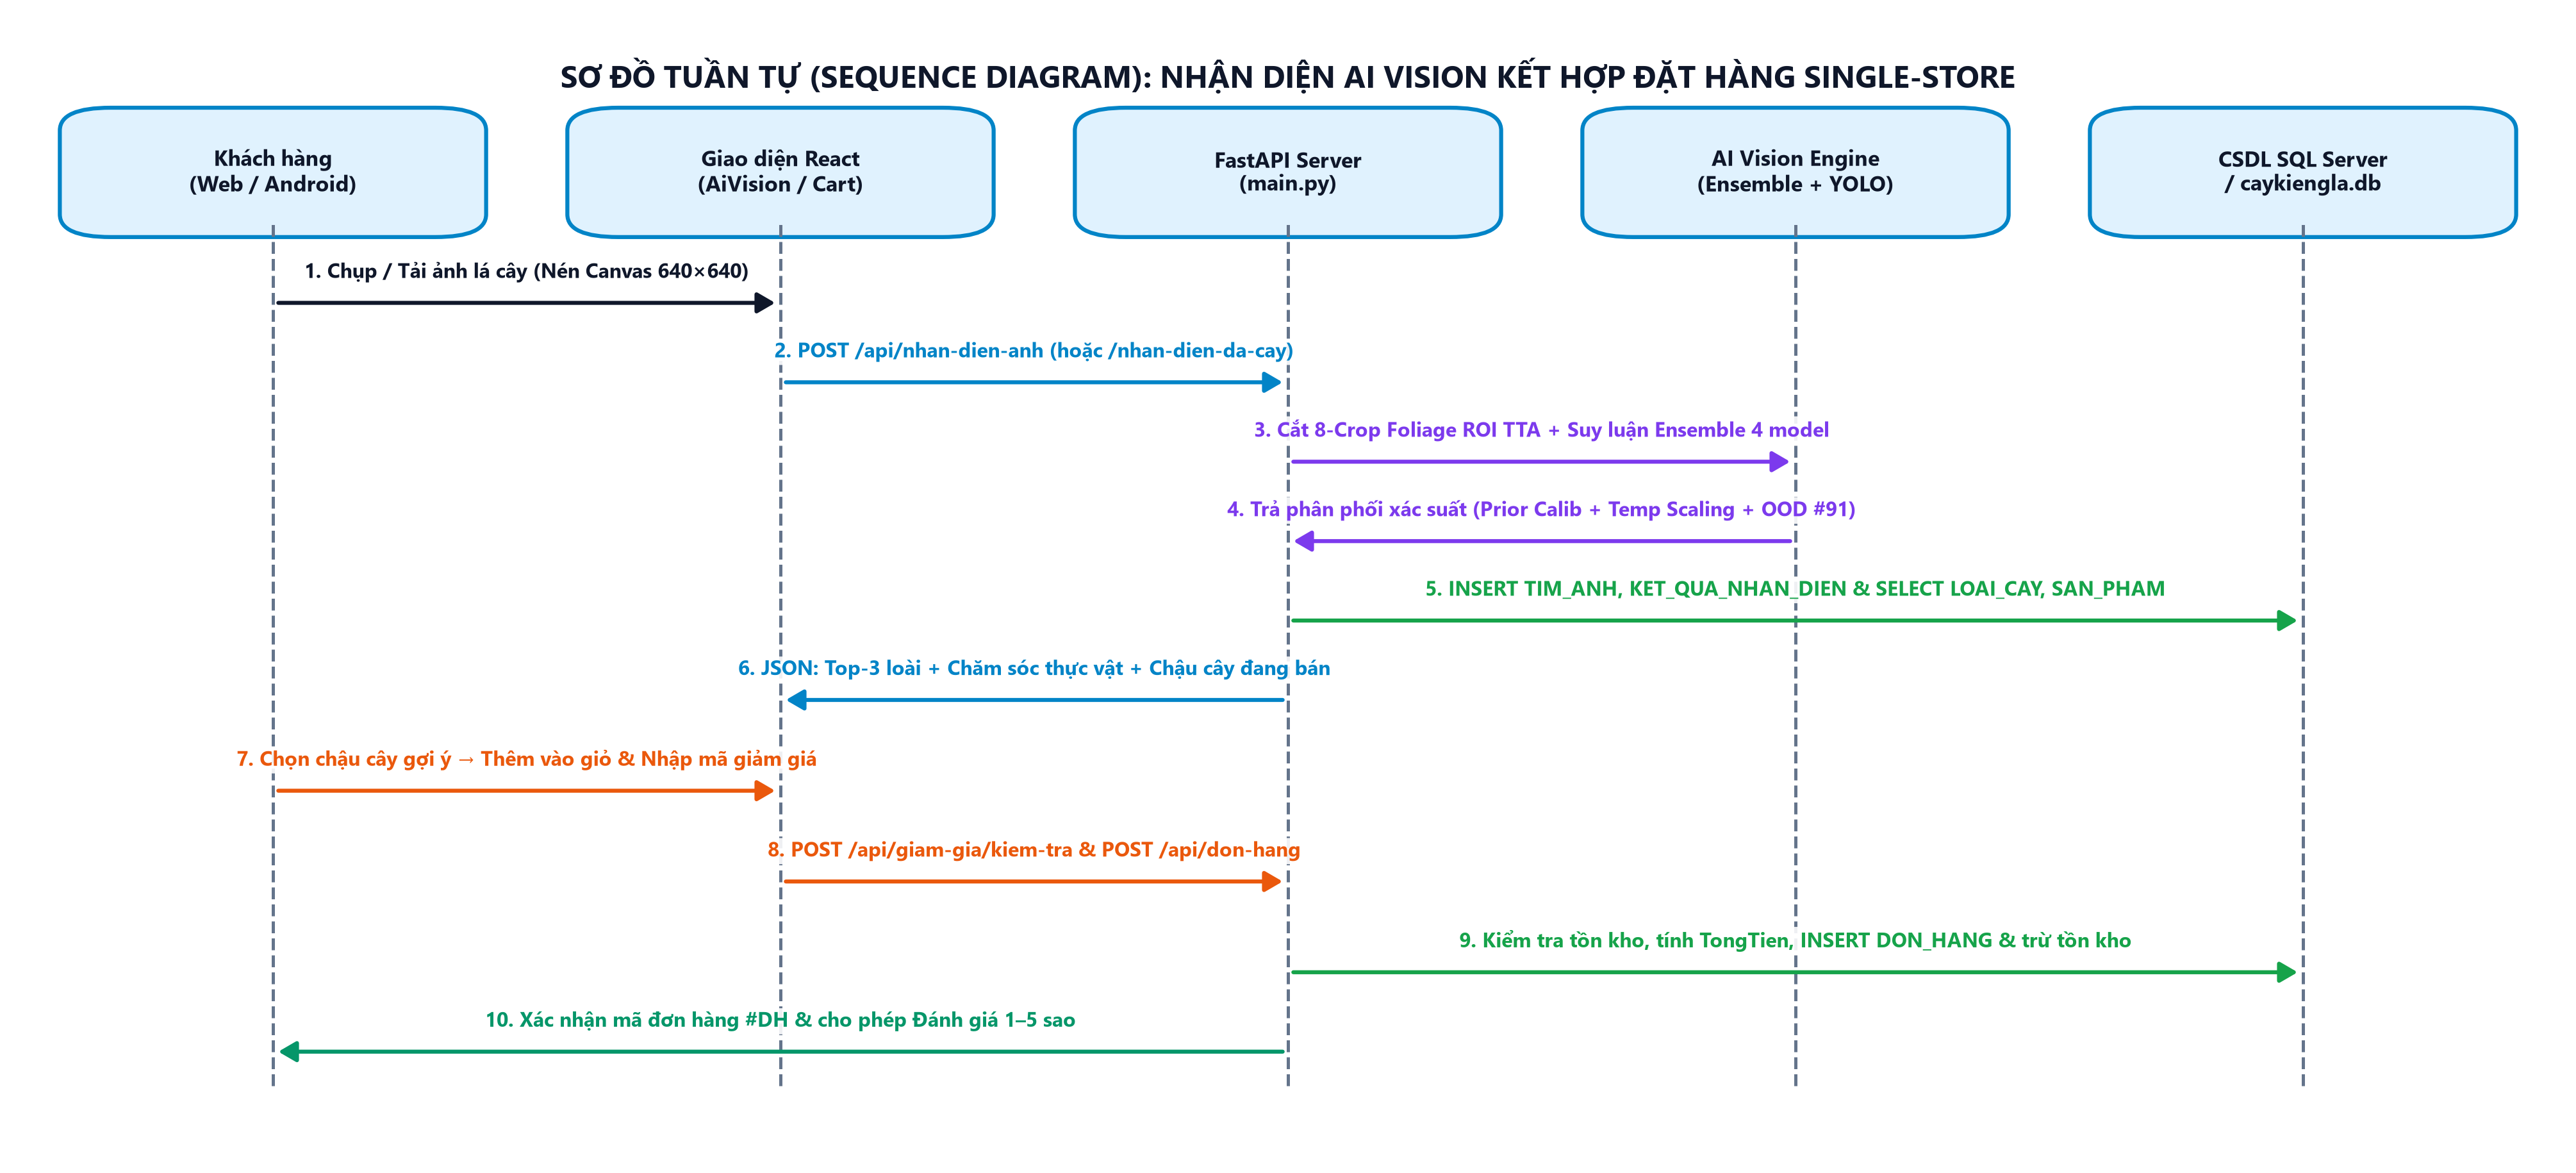 SƠ ĐỒ TUẦN TỰ (SEQUENCE DIAGRAM): NHẬN DIỆN AI VISION KẾT HỢP ĐẶT HÀNG SINGLE-STORE
Khách hàng
(Web / Android)
Giao diện React
(AiVision / Cart)
FastAPI Server
(main.py)
AI Vision Engine
(Ensemble + YOLO)
CSDL SQL Server
/ caykiengla.db
1. Chụp / Tải ảnh lá cây (Nén Canvas 640×640)
2. POST /api/nhan-dien-anh (hoặc /nhan-dien-da-cay)
3. Cắt 8-Crop Foliage ROI TTA + Suy luận Ensemble 4 model
4. Trả phân phối xác suất (Prior Calib + Temp Scaling + OOD #91)
5. INSERT TIM_ANH, KET_QUA_NHAN_DIEN & SELECT LOAI_CAY, SAN_PHAM
6. JSON: Top-3 loài + Chăm sóc thực vật + Chậu cây đang bán
7. Chọn chậu cây gợi ý → Thêm vào giỏ & Nhập mã giảm giá
8. POST /api/giam-gia/kiem-tra & POST /api/don-hang
9. Kiểm tra tồn kho, tính TongTien, INSERT DON_HANG & trừ tồn kho
10. Xác nhận mã đơn hàng #DH & cho phép Đánh giá 1–5 sao